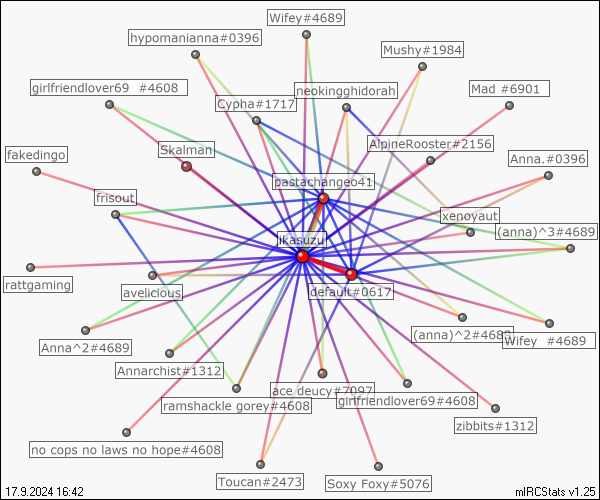 Wifey#4689
hypomanianna#0396
Mushy#1984
girlfriendlover69 #4608
neokingghidorah
Mad #6901
Cypha#1717
AlpineRooster#2156
fakedingo
Skalman
Anna.#0396
pastachange641
frisout
xenoyaut
(anna)^3#4689
ikasuzu
rattgaming
avelicious
default#0617
Anna^2#4689
(anna)^2#4689
Wifey #4689
Annarchist#1312
ace deucy#7097
ramshackle gorey#4608
girlfriendlover69#4608
zibbits#1312
no cops no laws no hope#4608
Toucan#2473
Soxy Foxy#5076
17.9.2024 16:42
mIRCStats v1.25